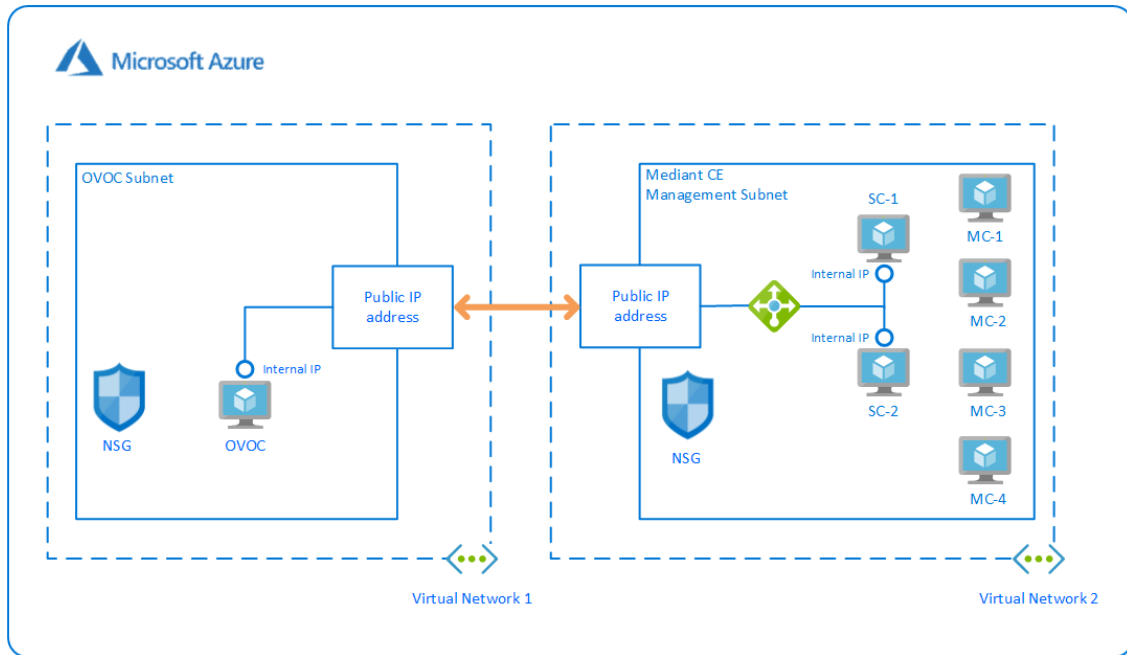 Microsoft Azure
OVOC Subnet
Public IP
address
Internal IP
NSG
OVOC
Virtual Network 1
Mediant CE
Management Subnet
SC-1
MC-1
Internal IP
Public IP
address
MC-2
Internal IP
SC-2
MC-3
NSG
MC-4
Virtual Network 2